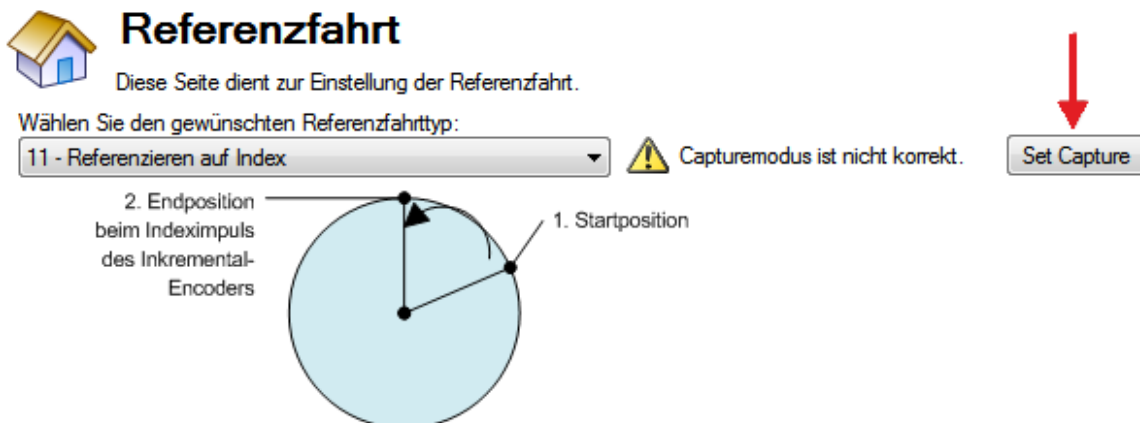 Referenzfahrt
Diese Seite dient zur Einstellung der Referenzfahrt.
Wählen Sie den gewünschten Referenzfahrttyp:
11 - Referenzieren auf Index
Capturemodus ist nicht korrekt.
Set Capture
2. Endposition
beim Indeximpuls
des Inkremental-
Encoders
1. Startposition